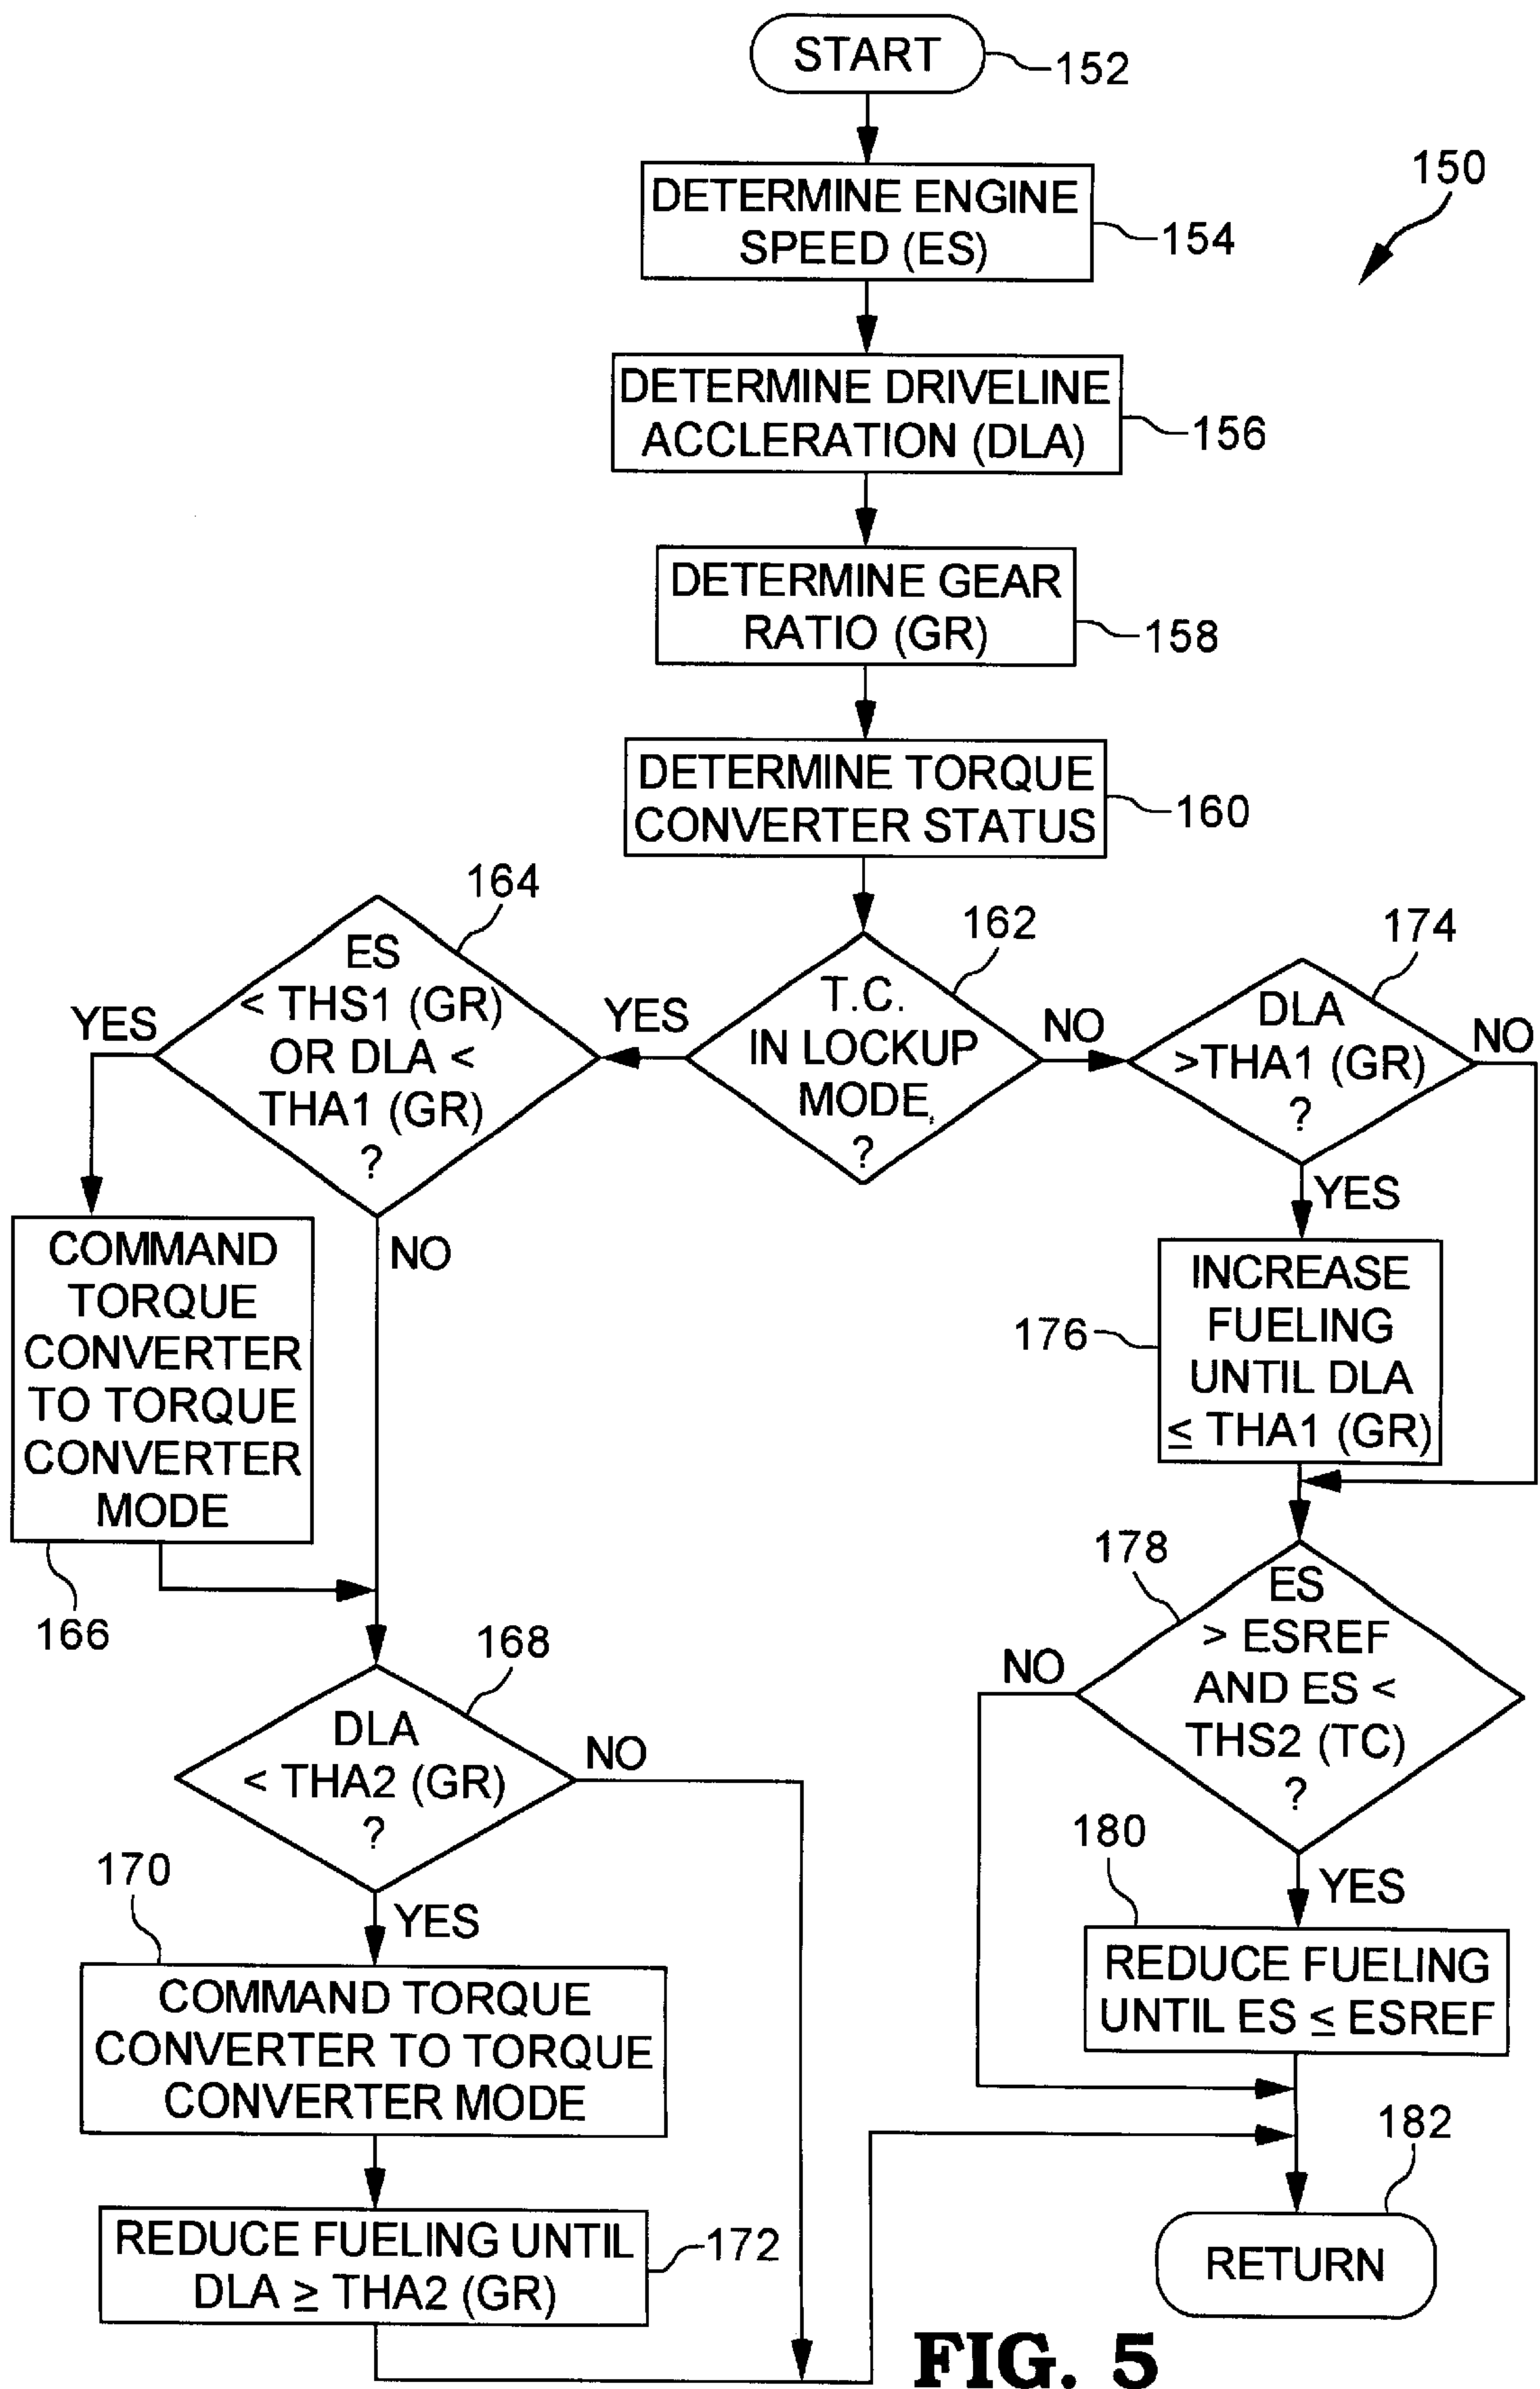 START
152
150
DETERMINE ENGINE
SPEED (ES)
154
DETERMINE DRIVELINE
ACCLERATION (DLA)
156
DETERMINE GEAR
RATIO (GR)
158
DETERMINE TORQUE
CONVERTER STATUS
160
164
ES
< THS1 (GR)
OR DLA <
THA1 (GR)
?
YES
NO
YES
162
T.C.
IN LOCKUP
MODE
?
NO
174
DLA
>THA1 (GR)
?
NO
YES
COMMAND
TORQUE
CONVERTER
TO TORQUE
CONVERTER
MODE
166
176
INCREASE
FUELING
UNTIL DLA
≤ THA1 (GR)
168
DLA
< THA2 (GR)
?
NO
YES
178
ES
> ESREF
AND ES <
THS2 (TC)
?
NO
YES
170
COMMAND TORQUE
CONVERTER TO TORQUE
CONVERTER MODE
180
REDUCE FUELING
UNTIL ES ≤ ESREF
REDUCE FUELING UNTIL
DLA ≥ THA2 (GR)
172
182
RETURN
FIG. 5